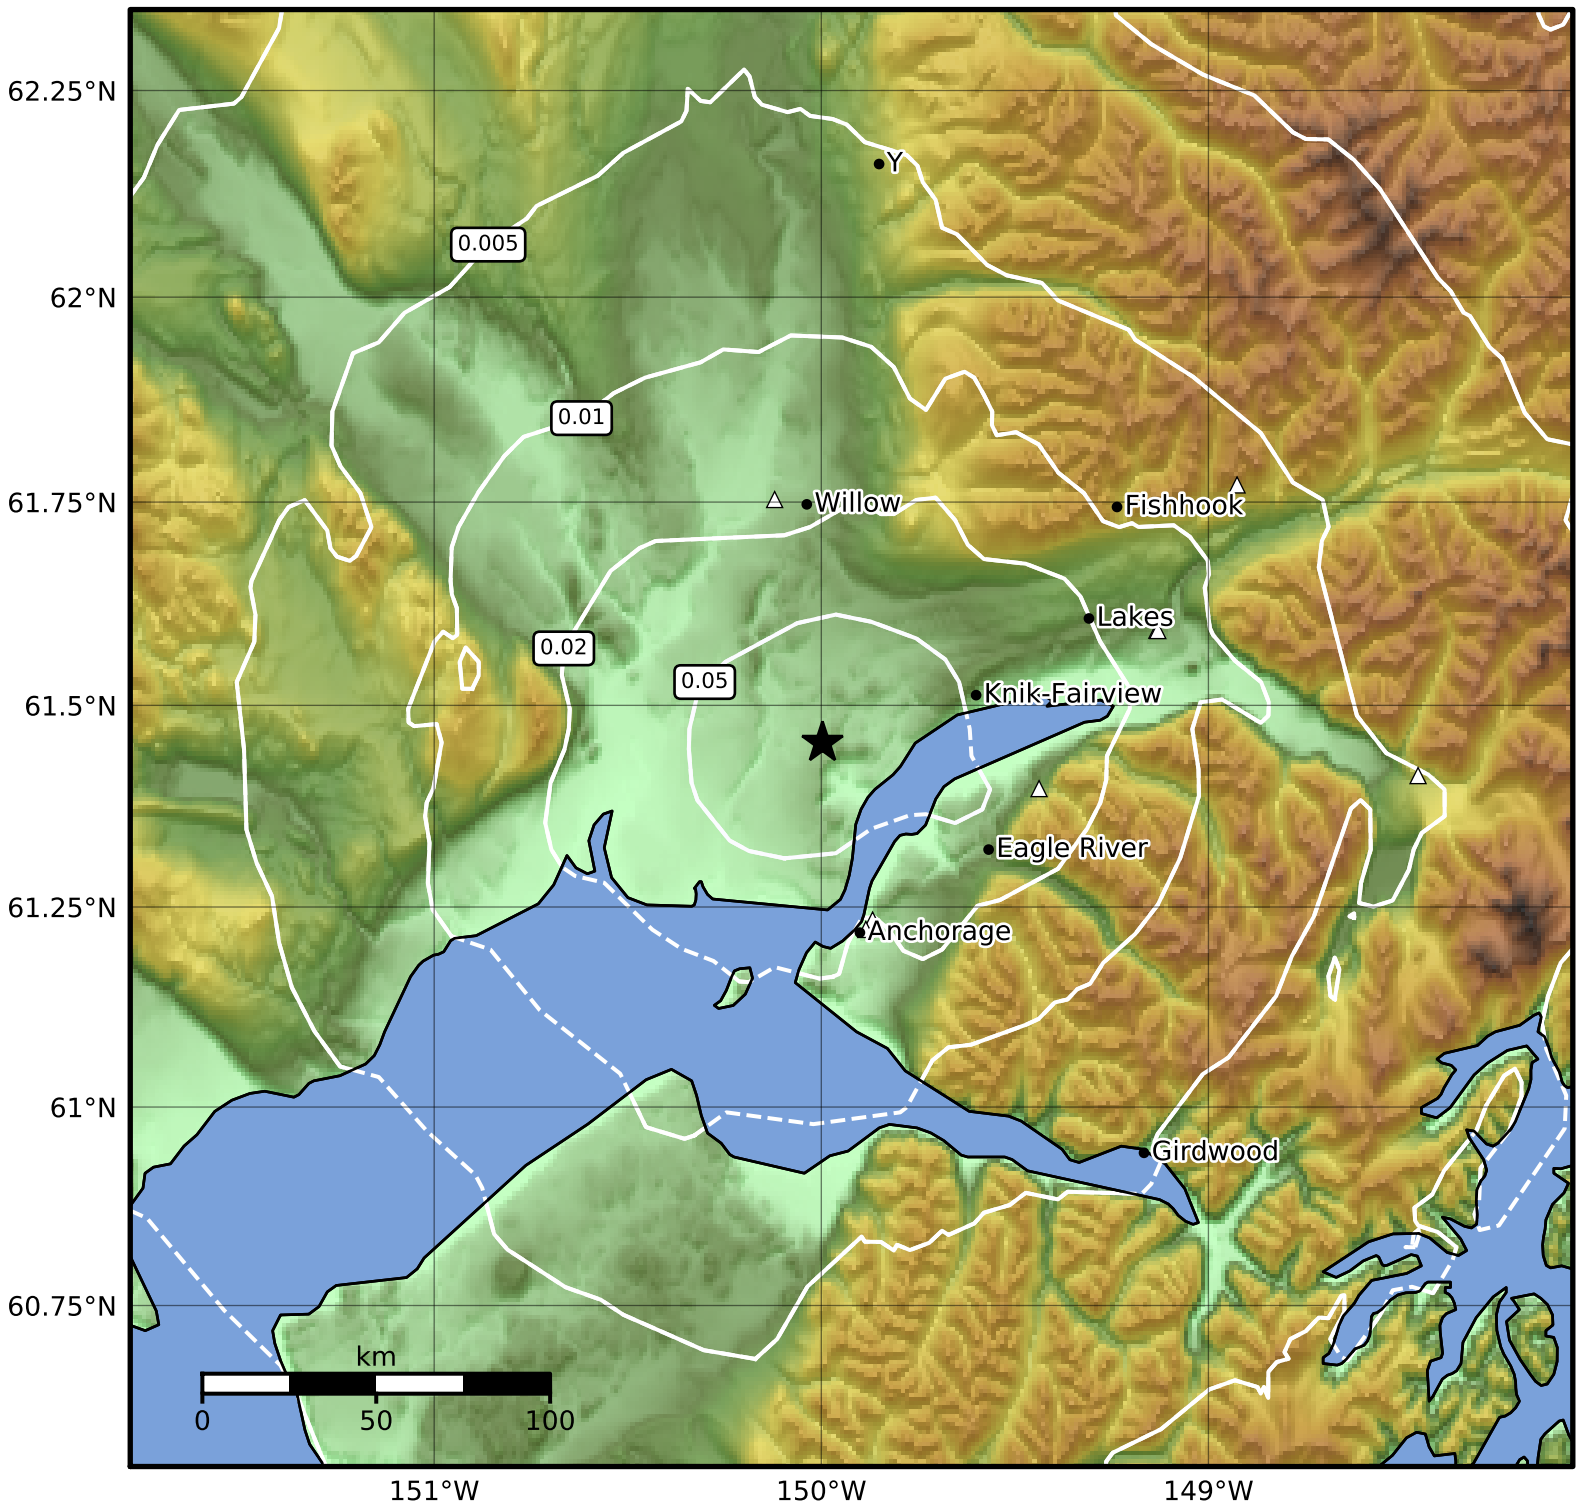 62.25°N
Y
0.005
62°N
0.01
61.75°N
Willow
Fishhook
Lakes
0.02
0.05
Knik-Fairview
61.5°N
Eagle River
61.25°N
Anchorage
61°N
Girdwood
60.75°N
km
0 50 100
151°W 150°W 149°W